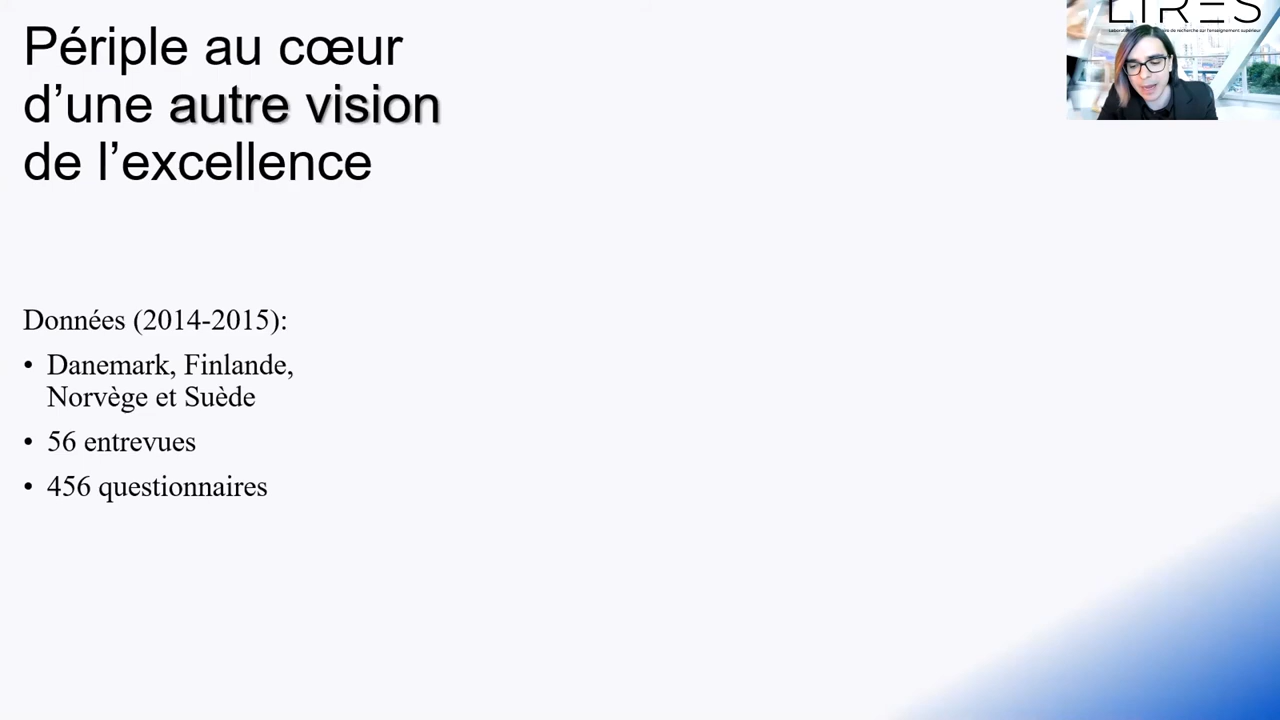 Périple au cœur
d’une autre vision
de l’excellence
LIRES
Données (2014-2015):
• Danemark, Finlande,
Norvège et Suède
• 56 entrevues
• 456 questionnaires